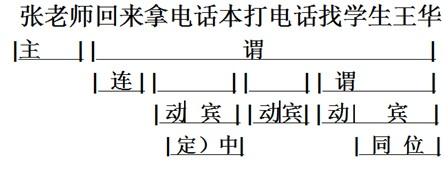 张老师回来拿电话本打电话找学生王华
主 谓
连 谓
动 宾 动宾 动 宾
定）中 同 位